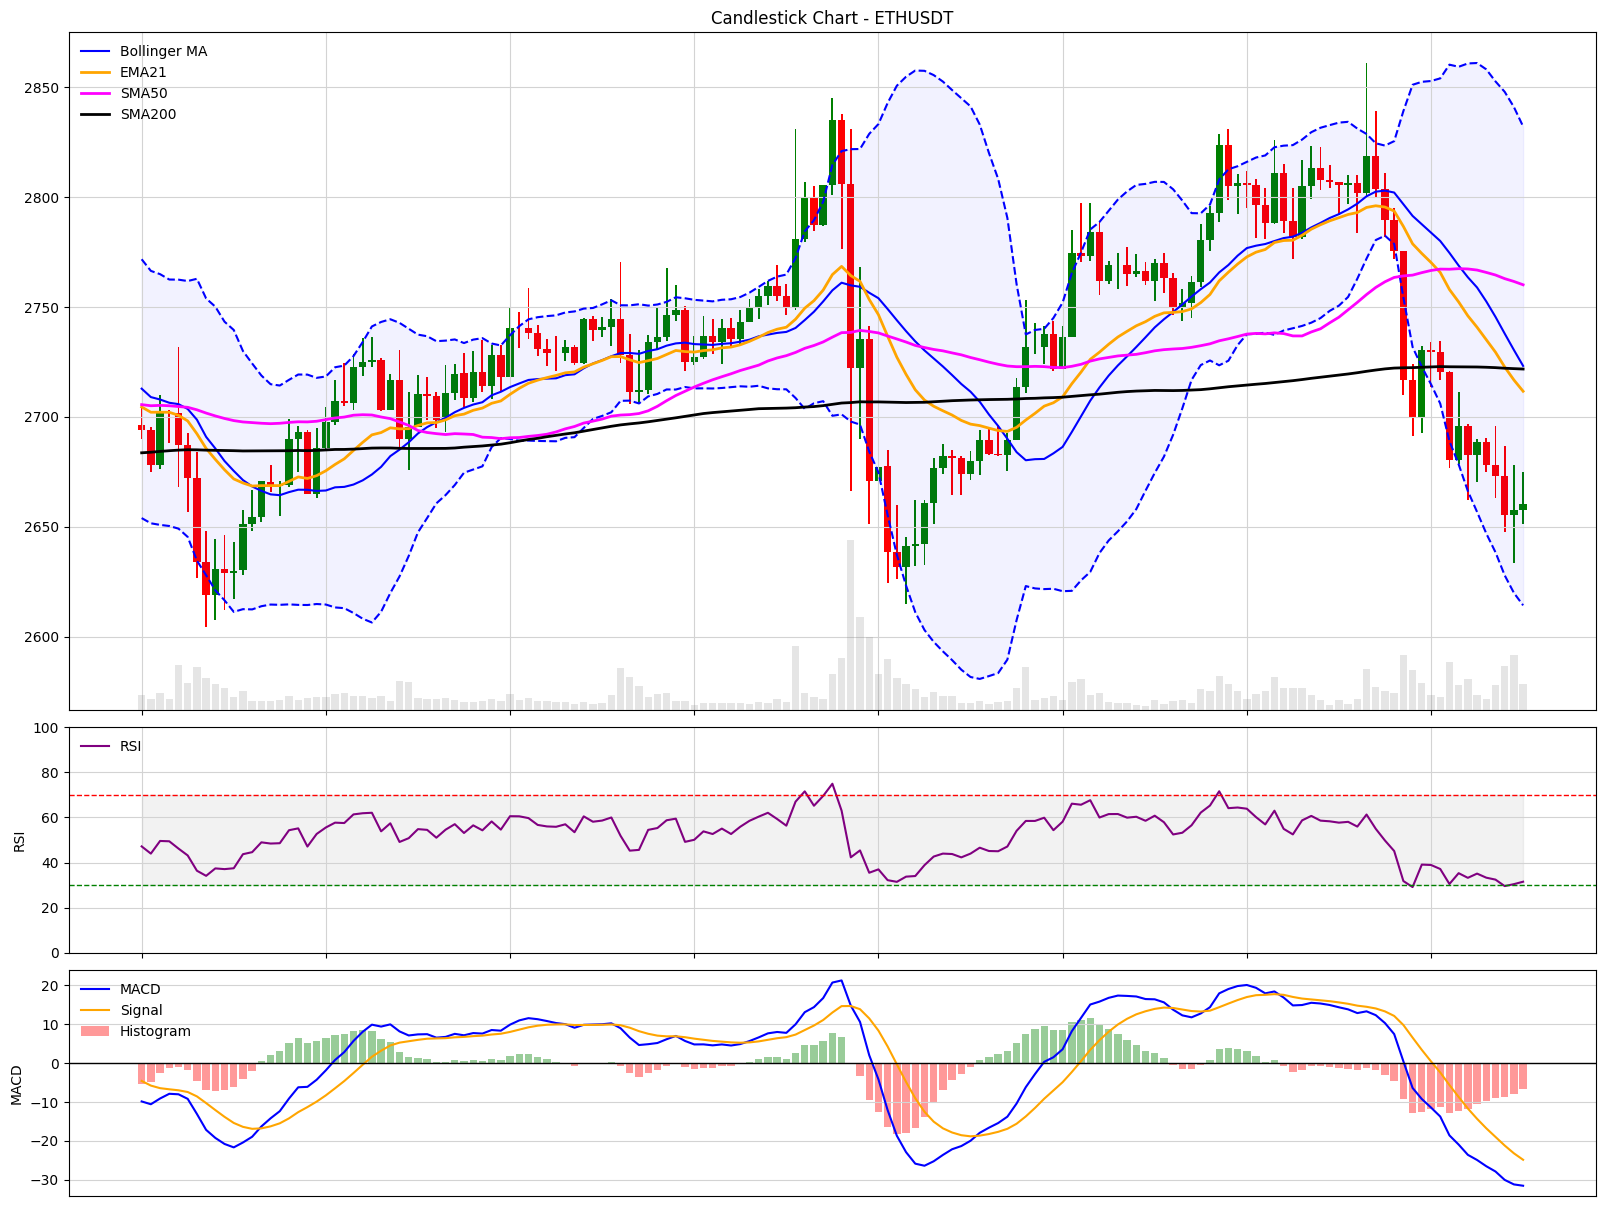 Candlestick Chart - ETHUSDT
Bollinger MA
EMA21
SMA50
SMA200
2850
2800
2750
2700
2650
2600
RSI
100
80
60
40
20
0
RSI
MACD
Signal
Histogram
20
10
0
−10
−20
−30
MACD